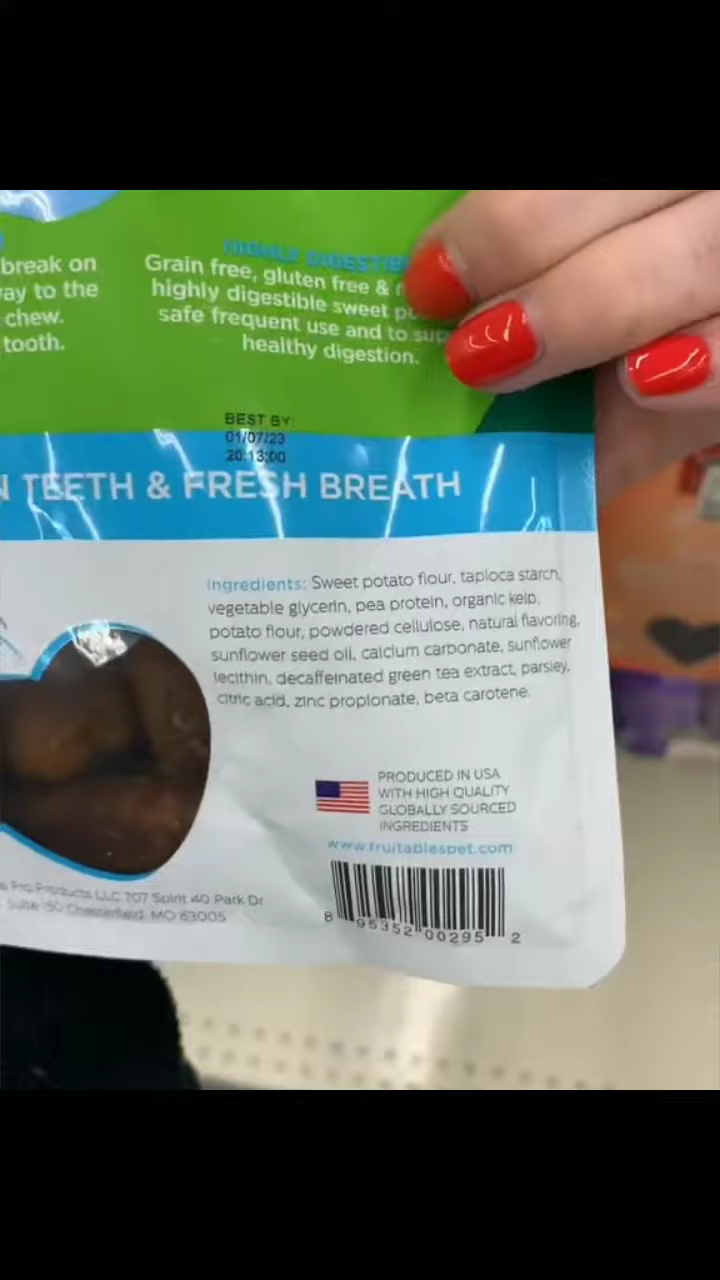 break on
ay to the
chew.
tooth.
HIGHLY DIGESTIB
Grain free, gluten free &
highly digestible sweet
safe frequent use and to sup
healthy digestion.
BEST BY:
01/07/23
20:13:00
N TEETH & FRESH BREATH
Ingredients: Sweet potato flour, tapioca starch,
vegetable glycerin, pea protein, organic kelp,
potato flour, powdered cellulose, natural flavoring,
sunflower seed oil, calcium carbonate, sunflower
lecithin, decaffeinated green tea extract, parsley,
citric acid, zinc propionate, beta carotene.
PRODUCED IN USA
WITH HIGH QUALITY
GLOBALLY SOURCED
INGREDIENTS
www.fruitablespet.com
Pro Products LLC 707 Spirit 40 Park Dr
Suite 150 Chesterfield, MO 63005
8 95352 00295 2